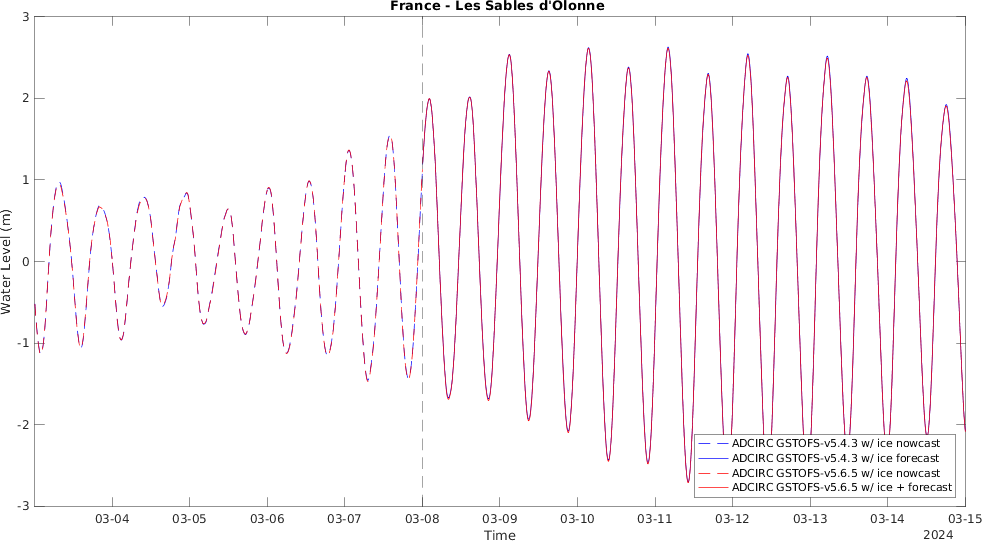 France - Les Sables d'Olonne
3
2
1
0
-1
-2
-3
Water Level (m)
ADCIRC GSTOFS-v5.4.3 w/ ice nowcast
ADCIRC GSTOFS-v5.4.3 w/ ice forecast
ADCIRC GSTOFS-v5.6.5 w/ ice nowcast
ADCIRC GSTOFS-v5.6.5 w/ ice + forecast
03-04 03-05 03-06 03-07 03-08 03-09 03-10 03-11 03-12 03-13 03-14 03-15
Time
2024